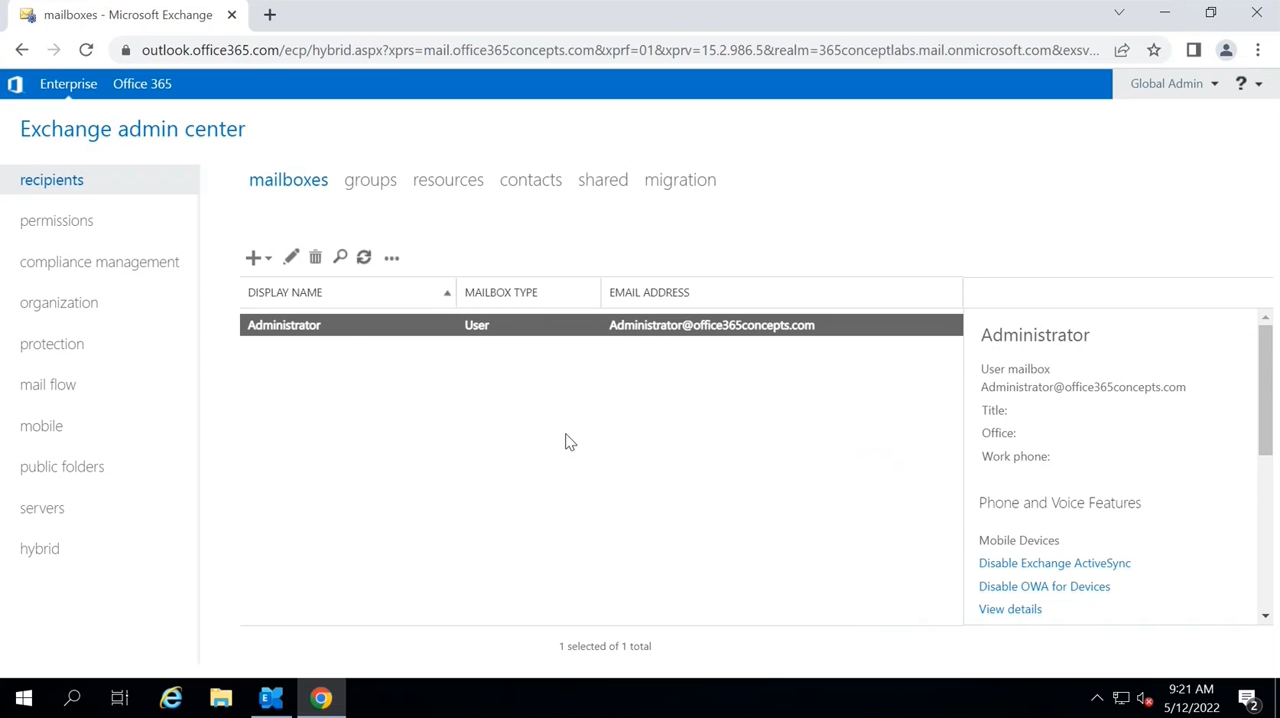 mailboxes - Microsoft Exchange
outlook.office365.com/ecp/hybrid.aspx?xprs=mail.office365concepts.com&xprf=01&xprv=15.2.986.5&realm=365conceptlabs.mail.onmicrosoft.com&exsv...
Enterprise Office 365 Global Admin ?
Exchange admin center
recipients
permissions
compliance management
organization
protection
mail flow
mobile
public folders
servers
hybrid
mailboxes groups resources contacts shared migration
DISPLAY NAME MAILBOX TYPE EMAIL ADDRESS
Administrator User Administrator@office365concepts.com
1 selected of 1 total
Administrator
User mailbox
Administrator@office365concepts.com
Title:
Office:
Work phone:
Phone and Voice Features
Mobile Devices
Disable Exchange ActiveSync
Disable OWA for Devices
View details
9:21 AM
5/12/2022
2